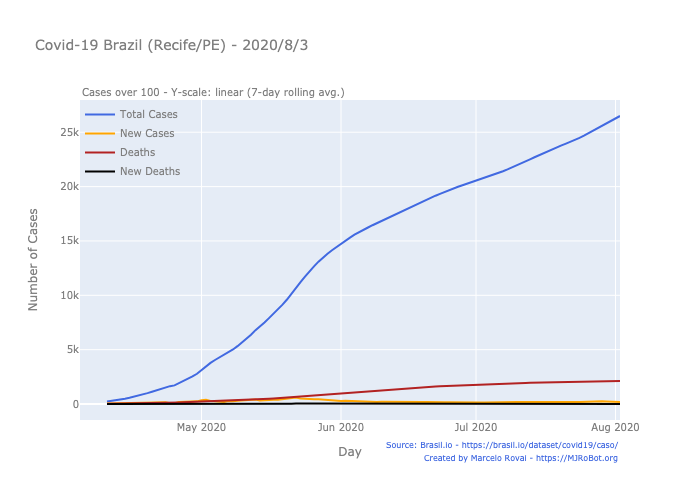 Covid-19 Brazil (Recife/PE) - 2020/8/3
Cases over 100 - Y-scale: linear (7-day rolling avg.)
Total Cases
New Cases
Deaths
New Deaths
Number of Cases
25k
20k
15k
10k
5k
0
May 2020
Jun 2020
Jul 2020
Aug 2020
Day
Source: Brasil.io - https://brasil.io/dataset/covid19/caso/
Created by Marcelo Rovai - https://MJRoBot.org